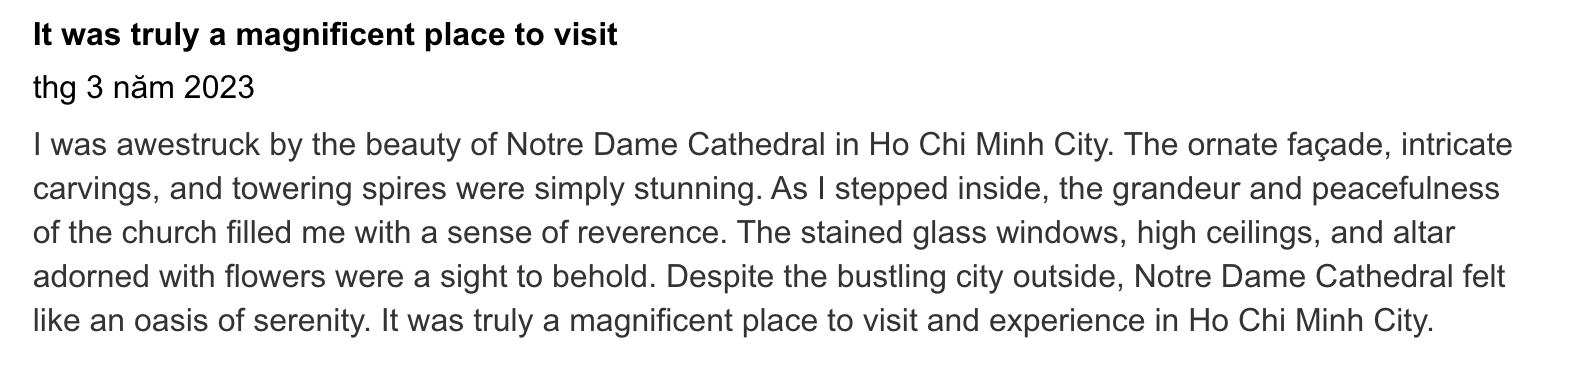 It was truly a magnificent place to visit
thg 3 năm 2023
I was awestruck by the beauty of Notre Dame Cathedral in Ho Chi Minh City. The ornate façade, intricate
carvings, and towering spires were simply stunning. As I stepped inside, the grandeur and peacefulness
of the church filled me with a sense of reverence. The stained glass windows, high ceilings, and altar
adorned with flowers were a sight to behold. Despite the bustling city outside, Notre Dame Cathedral felt
like an oasis of serenity. It was truly a magnificent place to visit and experience in Ho Chi Minh City.